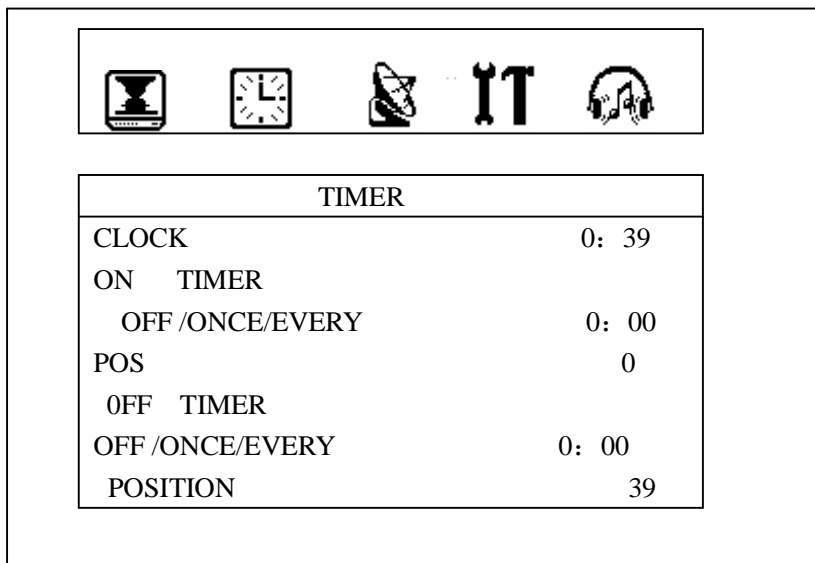 TIMER
CLOCK 0：39
ON TIMER
OFF /ONCE/EVERY 0：00
POS 0
0FF TIMER
OFF /ONCE/EVERY 0：00
POSITION 39